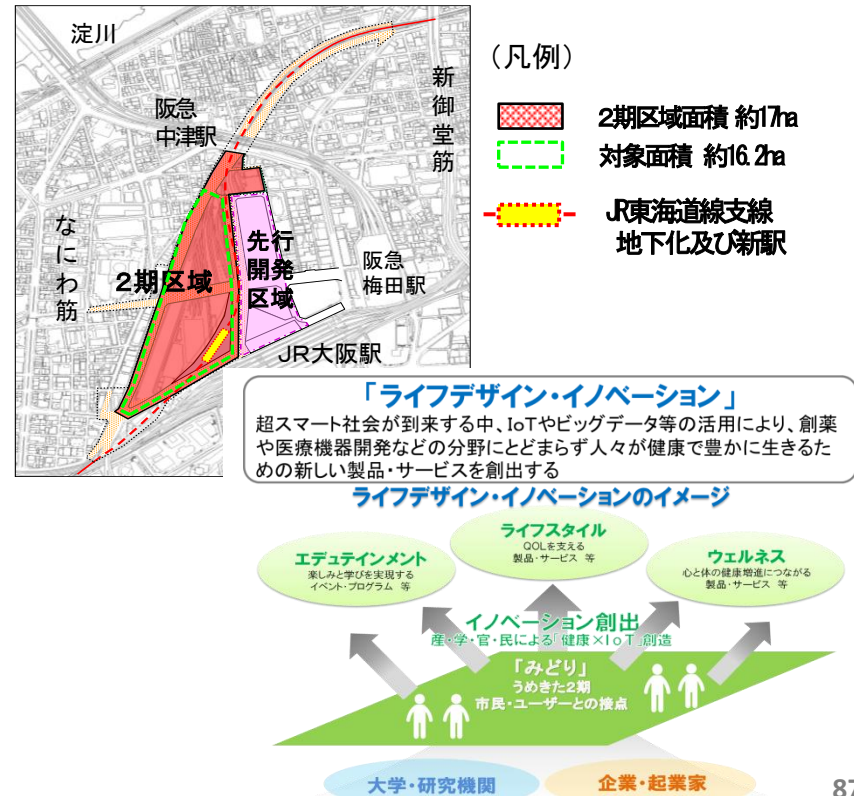 淀川
阪急
中津駅
新御堂筋
なにわ筋
2期区域
先行
開発
区域
阪急
梅田駅
JR大阪駅
(凡例)
2期区域面積 約17ha
対象面積 約16.2ha
JR東海道線支線
地下化及び新駅
「ライフデザイン・イノベーション」
超スマート社会が到来する中、IoTやビッグデータ等の活用により、創薬
や医療機器開発などの分野にとどまらず人々が健康で豊かに生きるた
めの新しい製品・サービスを創出する
ライフデザイン・イノベーションのイメージ
ライフスタイル
QOLを支える
製品・サービス 等
エデュテインメント
楽しみと学びを実現する
イベント・プログラム 等
ウェルネス
心と体の健康増進につながる
製品・サービス 等
イノベーション創出
産・学・官・民による「健康×IoT」創造
「みどり」
うめきた2期
市民・ユーザーとの接点
大学・研究機関
企業・起業家
87